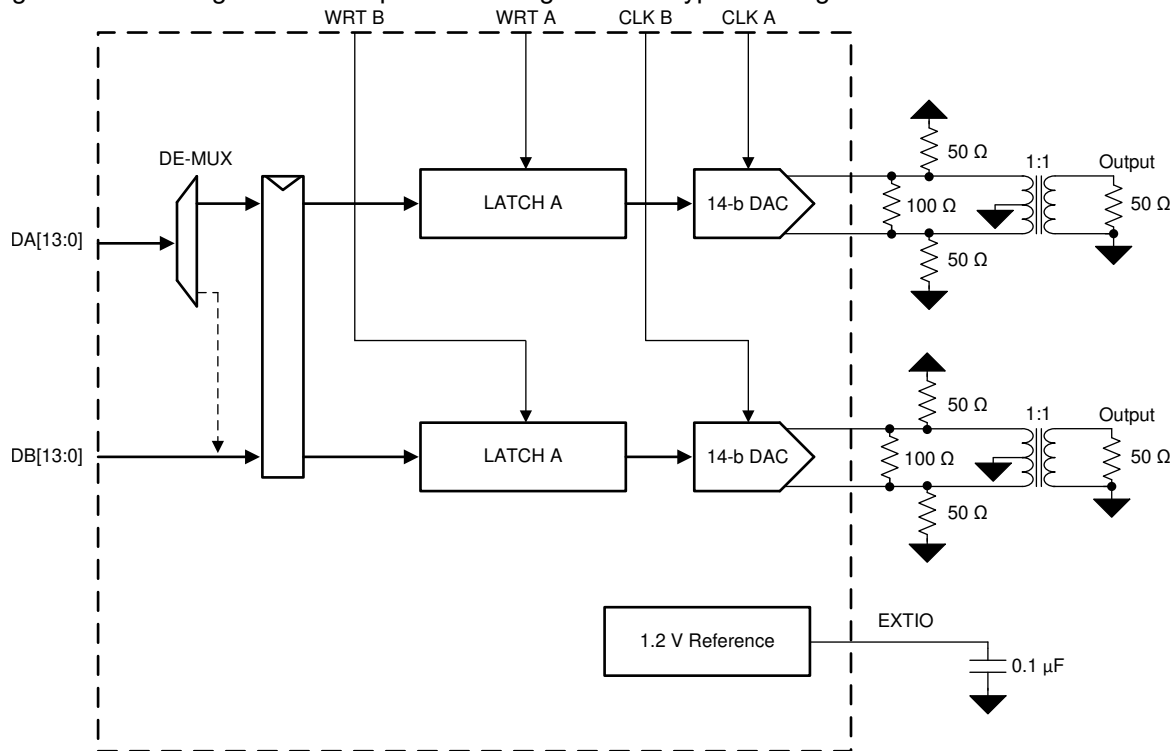 WRT B WRT A CLK B CLK A
DE-MUX
50 Ω
1:1 Output
LATCH A 14-b DAC 100 Ω 50 Ω
DA[13:0]
50 Ω
50 Ω
1:1 Output
DB[13:0] LATCH A 14-b DAC 100 Ω 50 Ω
50 Ω
EXTIO
1.2 V Reference
0.1 µF